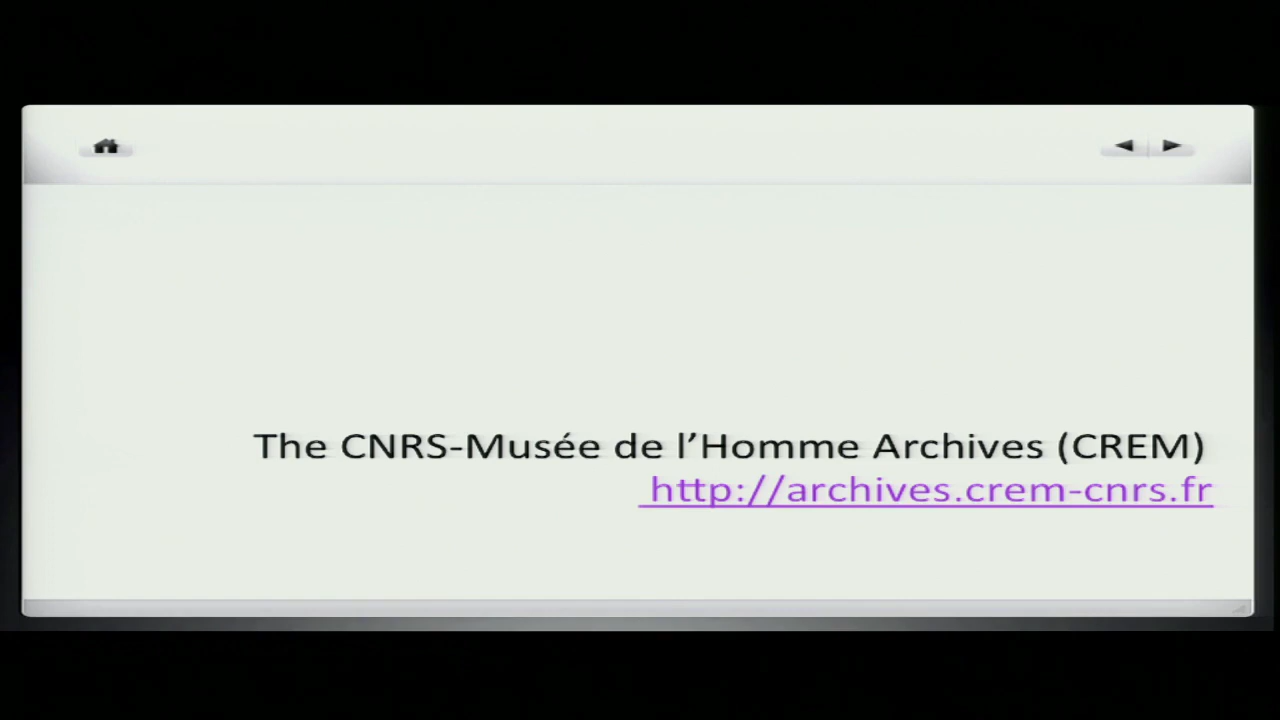 The CNRS-Musée de l’Homme Archives (CREM)
http://archives.crem-cnrs.fr